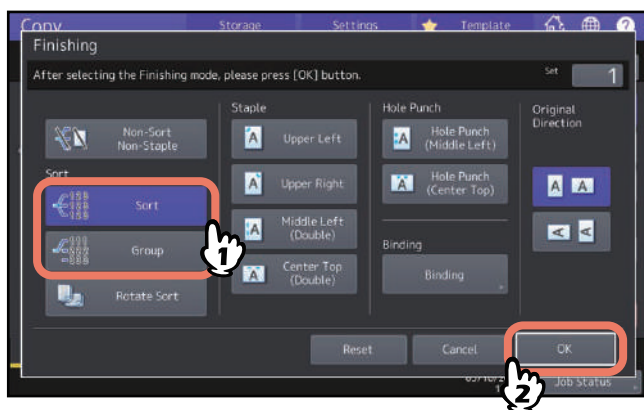 Copy Storage Settings Template
Finishing
After selecting the Finishing mode, please press [OK] button.
Set 1
Non-Sort
Non-Staple
Sort
Sort
Group
Rotate Sort
Staple
Upper Left
Upper Right
Middle Left
(Double)
Center Top
(Double)
Hole Punch
Hole Punch
(Middle Left)
Hole Punch
(Center Top)
Binding
Binding
Original
Direction
Reset Cancel OK
Job Status
1
2